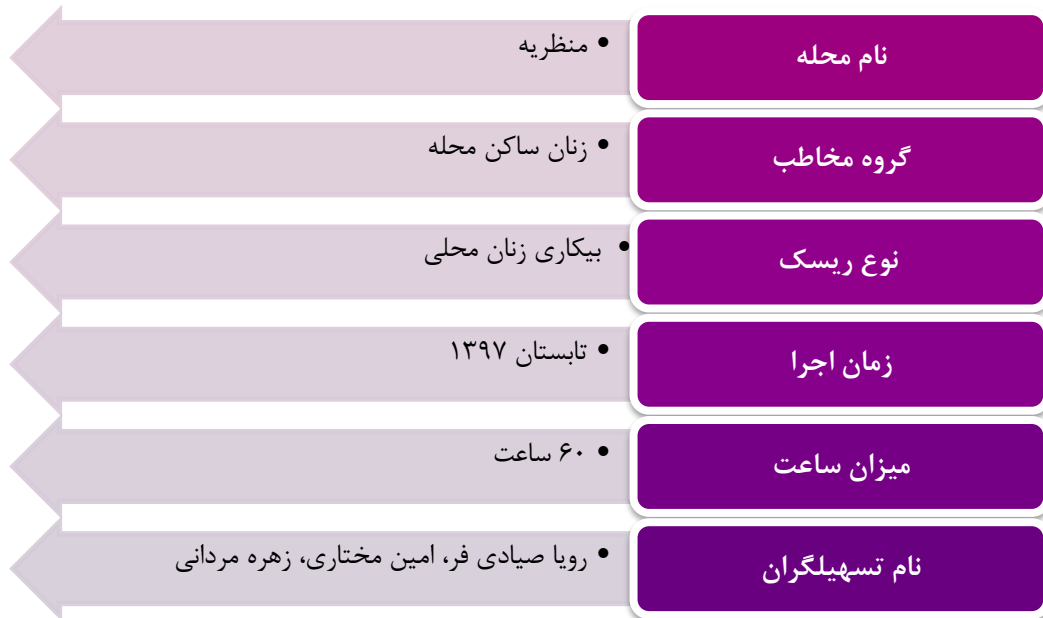 نام محله
• منظریه
گروه مخاطب
• زنان ساکن محله
نوع ریسک
• بیکاری زنان محلی
زمان اجرا
• تابستان ۱۳۹۷
میزان ساعت
• ۶۰ ساعت
نام تسهیلگران
• رویا صیادی فر، امین مختاری، زهره مردانی